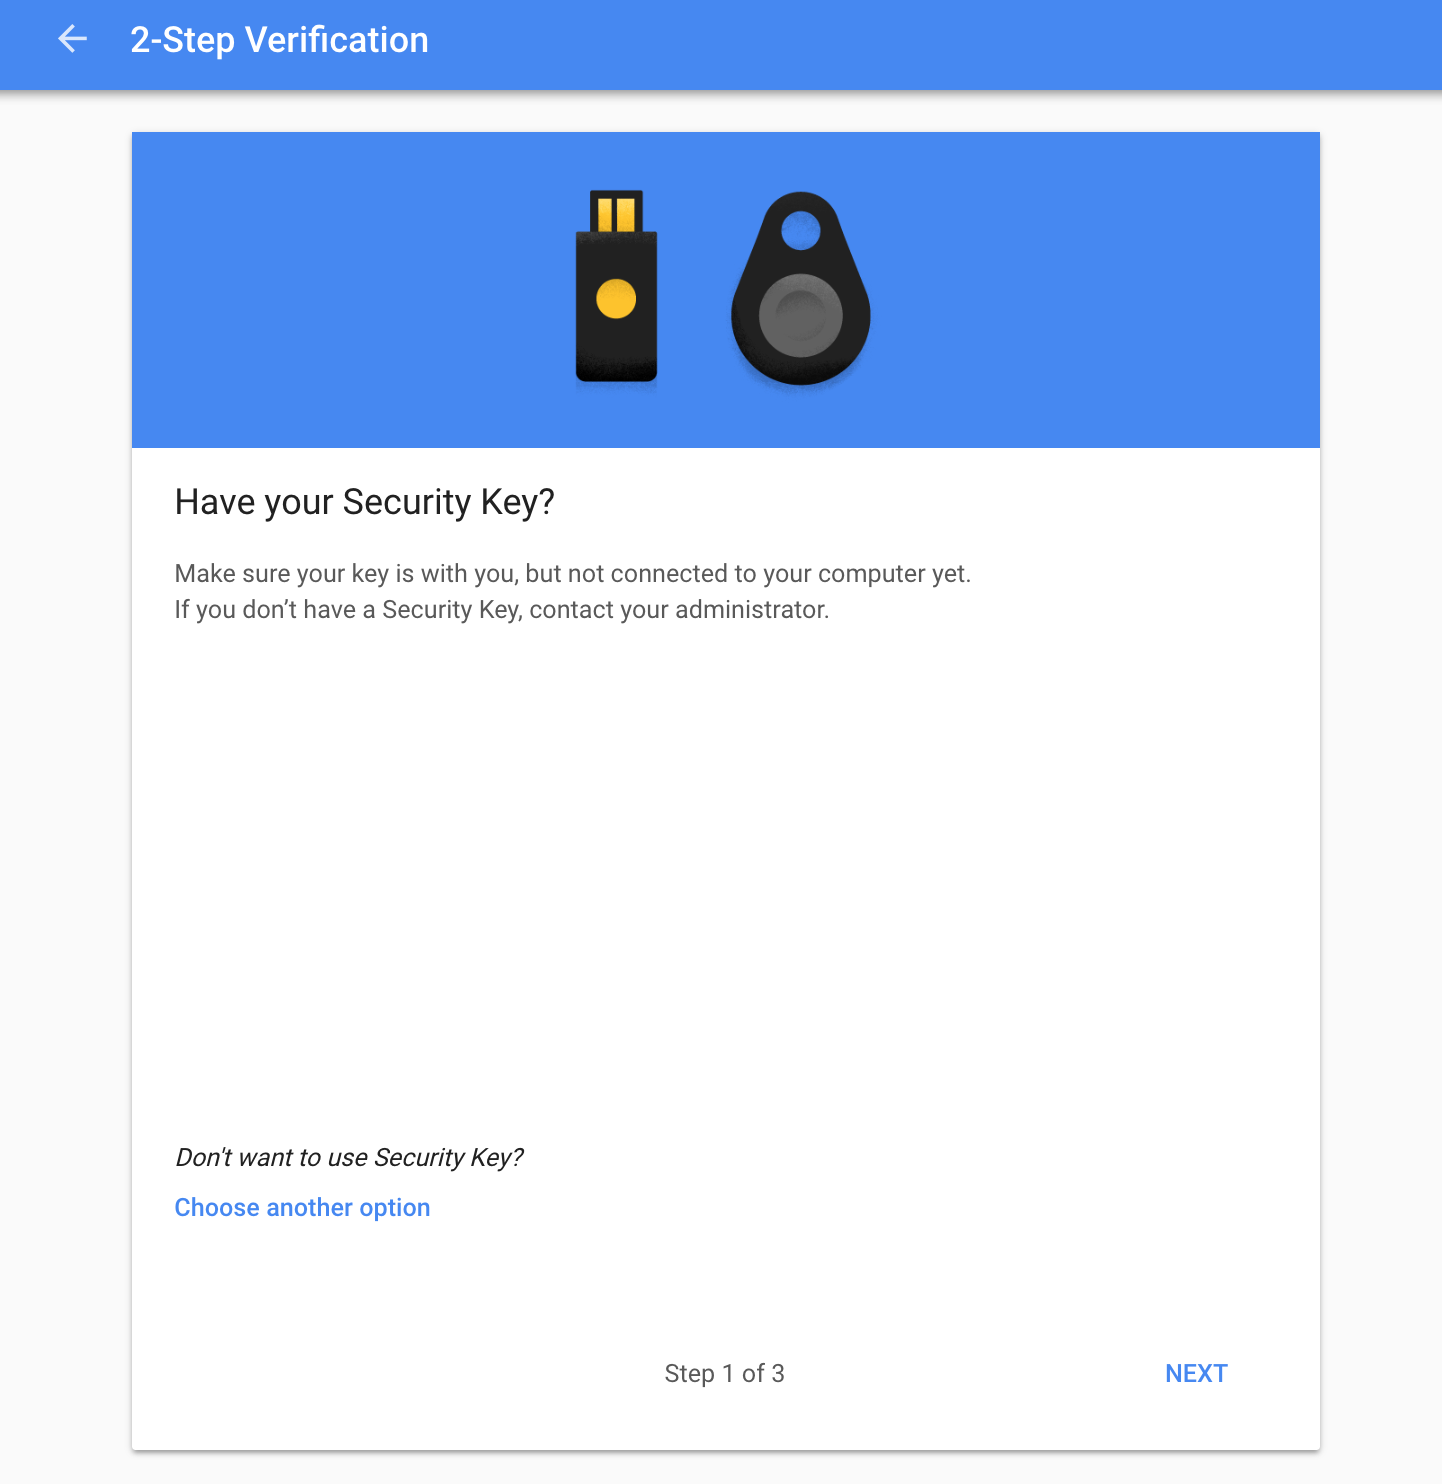 2-Step Verification
Have your Security Key?
Make sure your key is with you, but not connected to your computer yet.
If you don’t have a Security Key, contact your administrator.
Don't want to use Security Key?
Choose another option
Step 1 of 3
NEXT